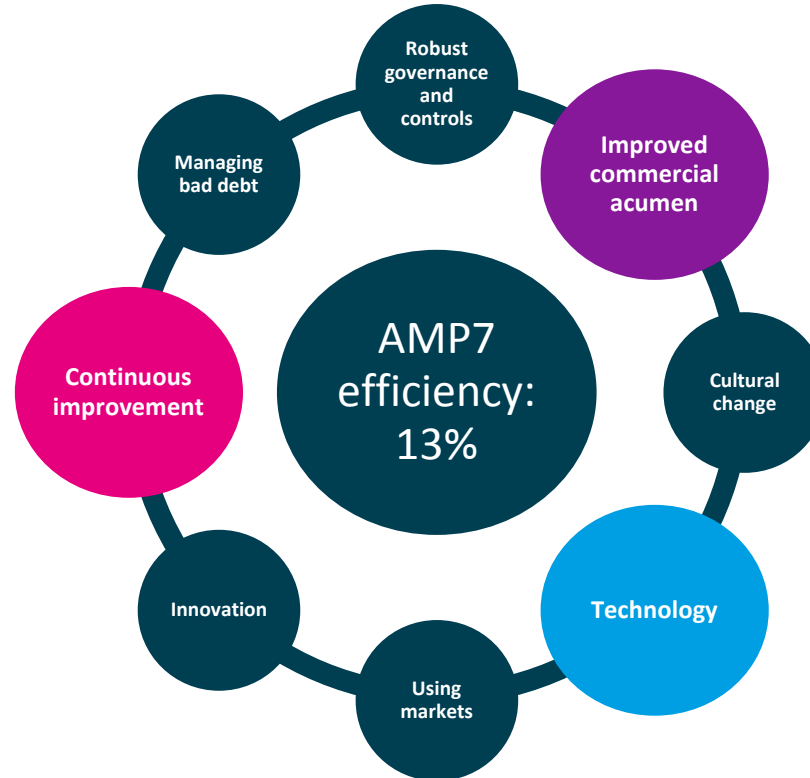 Robust
governance
and
controls
Improved
commercial
acumen
Cultural
change
Technology
Using
markets
Innovation
Continuous
improvement
Managing
bad debt
AMP7
efficiency:
13%